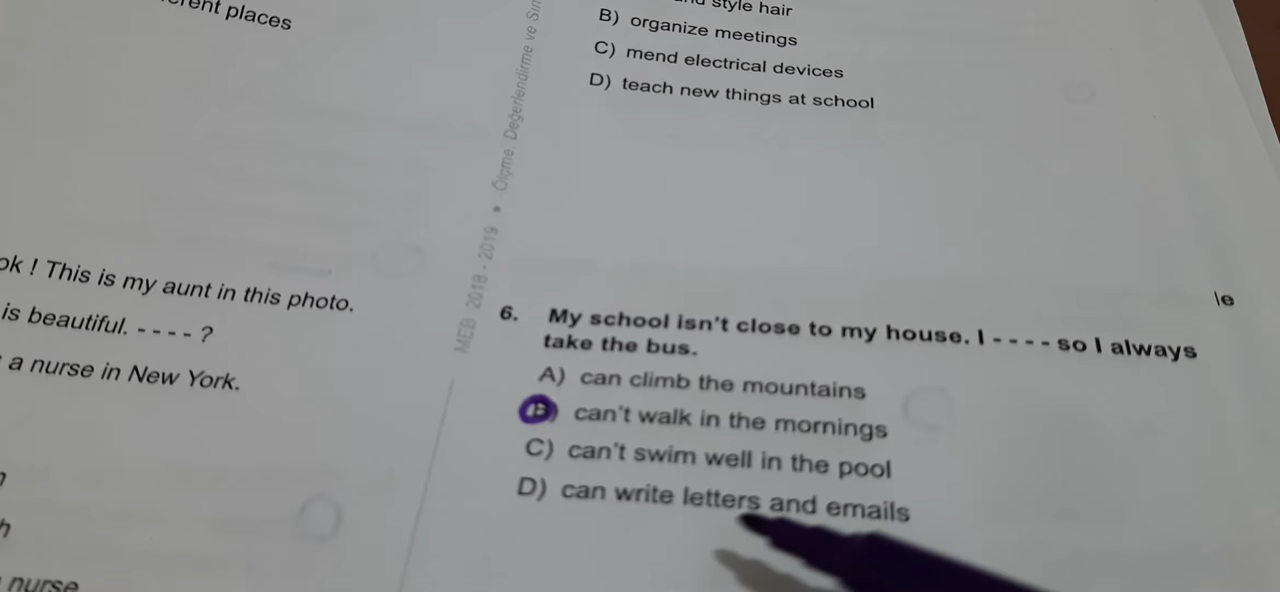 places
ok ! This is my aunt in this photo.
is beautiful. - - - - ?
a nurse in New York.
nurse
MEB 2018 - 2019 • Ölçme, Değerlendirme ve
style hair
B) organize meetings
C) mend electrical devices
D) teach new things at school
6. My school isn't close to my house. I - - - - so I always
take the bus.
A) can climb the mountains
B) can't walk in the mornings
C) can't swim well in the pool
D) can write letters and emails
le